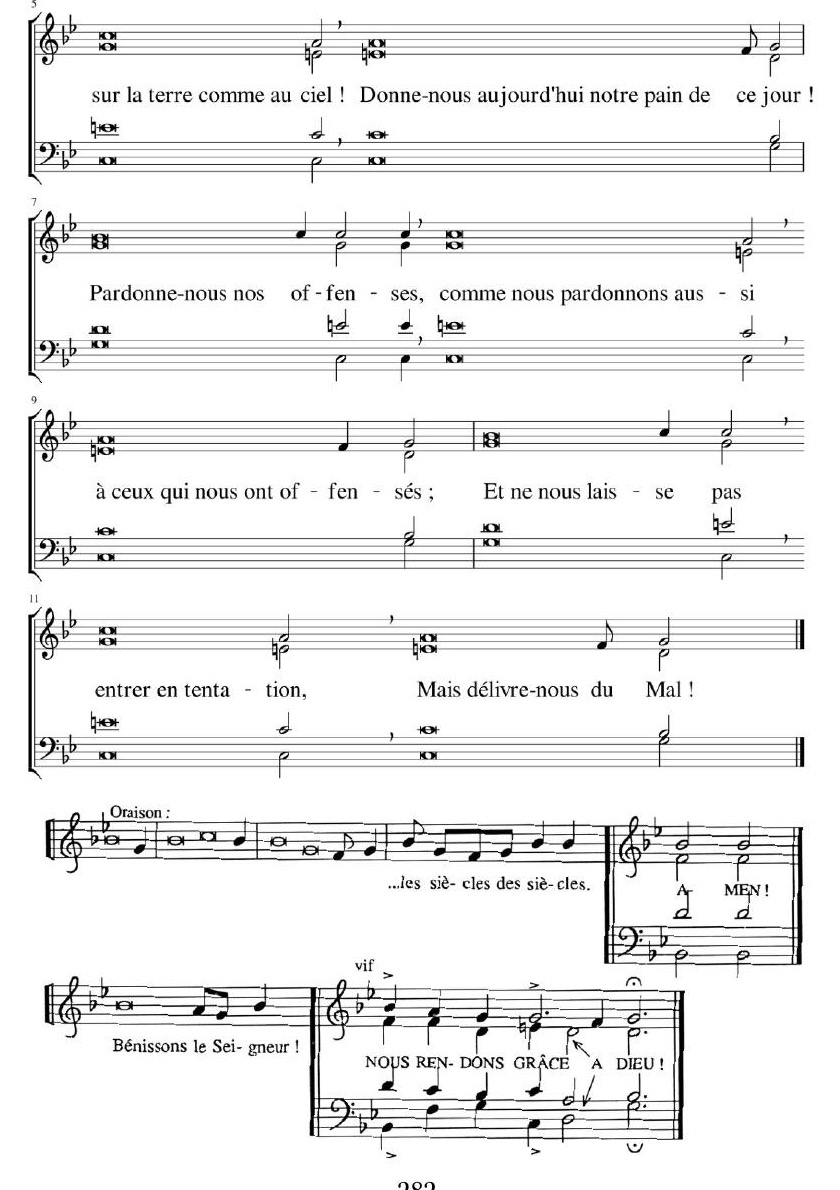 5
sur la terre comme au ciel ! Donne-nous aujourd'hui notre pain de ce jour !
7
Pardonne-nous nos of - fen - ses, comme nous pardonnons aus - si
9
à ceux qui nous ont of - fen - sés ; Et ne nous lais - se pas
11
entrer en tenta - tion, Mais délivre-nous du Mal !
Oraison :
...les siè- cles des siè- cles.
A- MEN !
vif
Bénissons le Sei- gneur !
NOUS REN- DONS GRÂCE A DIEU !
282